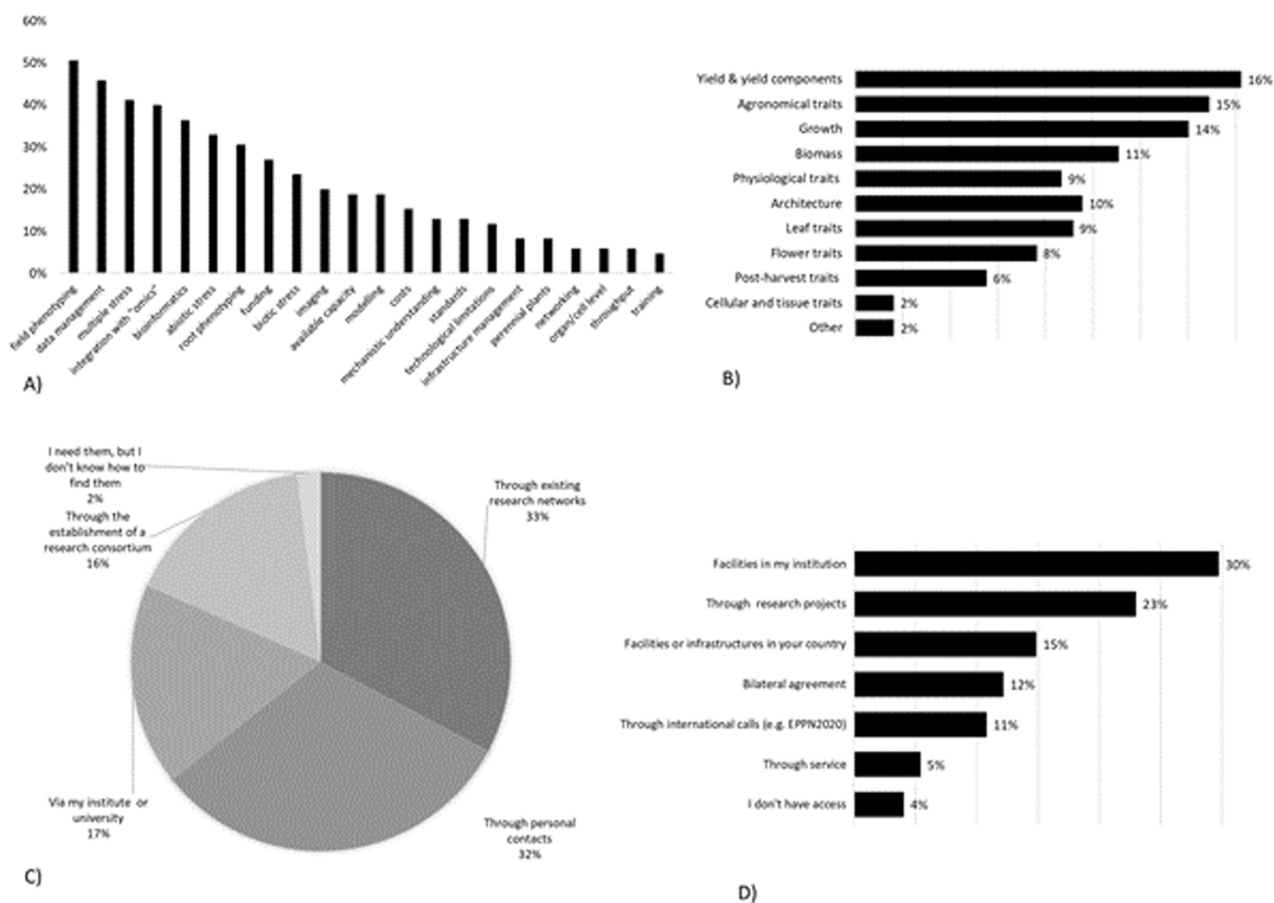 60%
50%
40%
30%
20%
10%
0%
field phenotyping
data management
multiple stress
integration with "omics"
bioinformatics
abiotic stress
root phenotyping
funding
biotic stress
imaging
available capacity
modelling
costs
mechanistic understanding
standards
technological limitations
infrastructure management
perennial plants
networking
organ/cell level
throughput
training
A)
Yield & yield components 16%
Agronomical traits 15%
Growth 14%
Biomass 11%
Physiological traits 9%
Architecture 10%
Leaf traits 9%
Flower traits 8%
Post-harvest traits 6%
Cellular and tissue traits 2%
Other 2%
B)
I need them, but I
don't know how to
find them
2%
Through the
establishment of a
research consortium
16%
Through existing
research networks
33%
Via my institute or
university
17%
Through personal
contacts
32%
C)
Facilities in my institution 30%
Through research projects 23%
Facilities or infrastructures in your country 15%
Bilateral agreement 12%
Through international calls (e.g. EPPN2020) 11%
Through service 5%
I don't have access 4%
D)